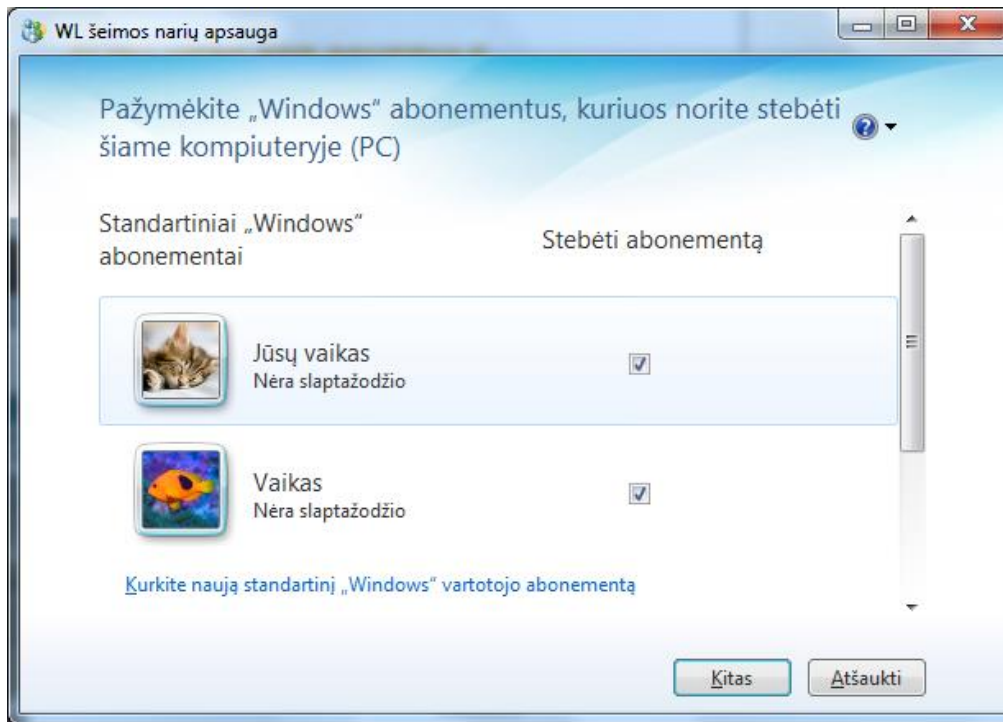 WL šeimos narių apsauga
Pažymėkite „Windows“ abonementus, kuriuos norite stebėti
šiame kompiuteryje (PC)
Standartiniai „Windows“
abonementai
Stebėti abonementą
Jūsų vaikas
Nėra slaptažodžio
Vaikas
Nėra slaptažodžio
Kurkite naują standartinį „Windows“ vartotojo abonementą
Kitas
Atšaukti